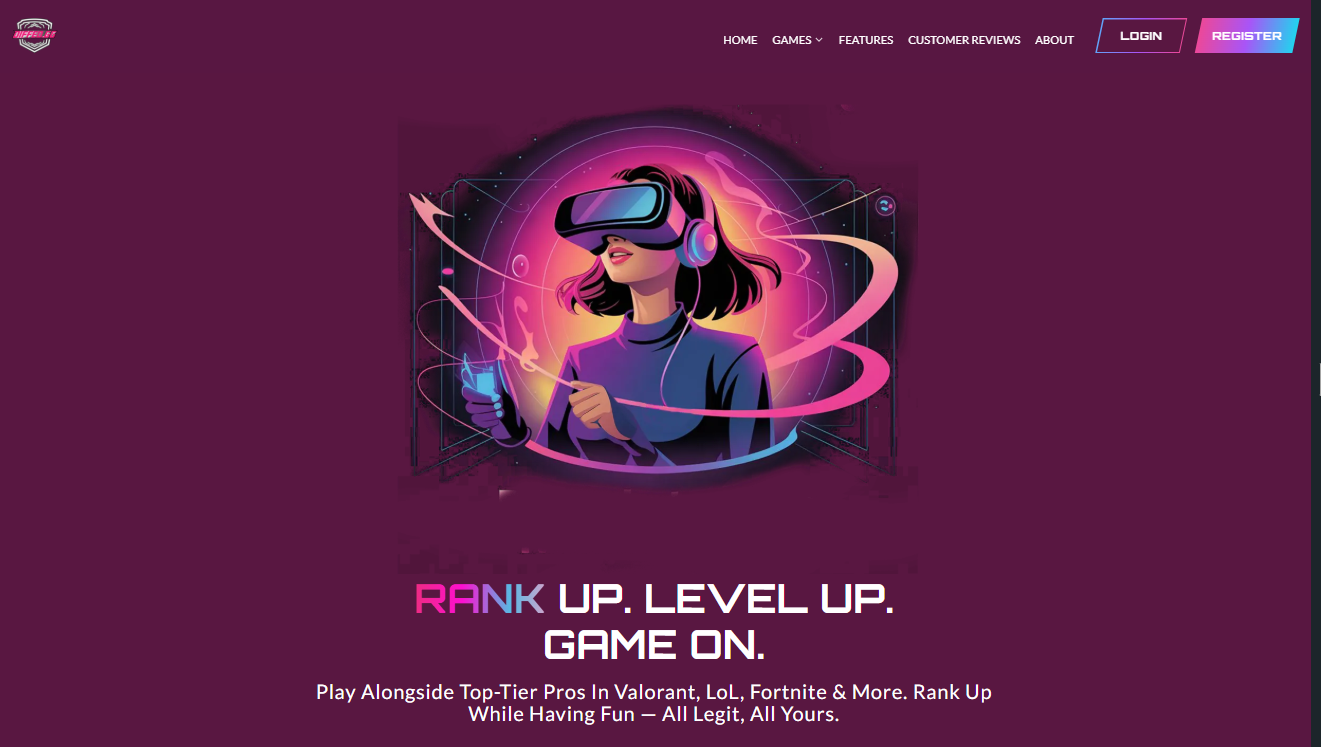 HOME GAMES FEATURES CUSTOMER REVIEWS ABOUT LOGIN REGISTER
RANK UP. LEVEL UP.
GAME ON.
Play Alongside Top-Tier Pros In Valorant, LoL, Fortnite & More. Rank Up
While Having Fun — All Legit, All Yours.